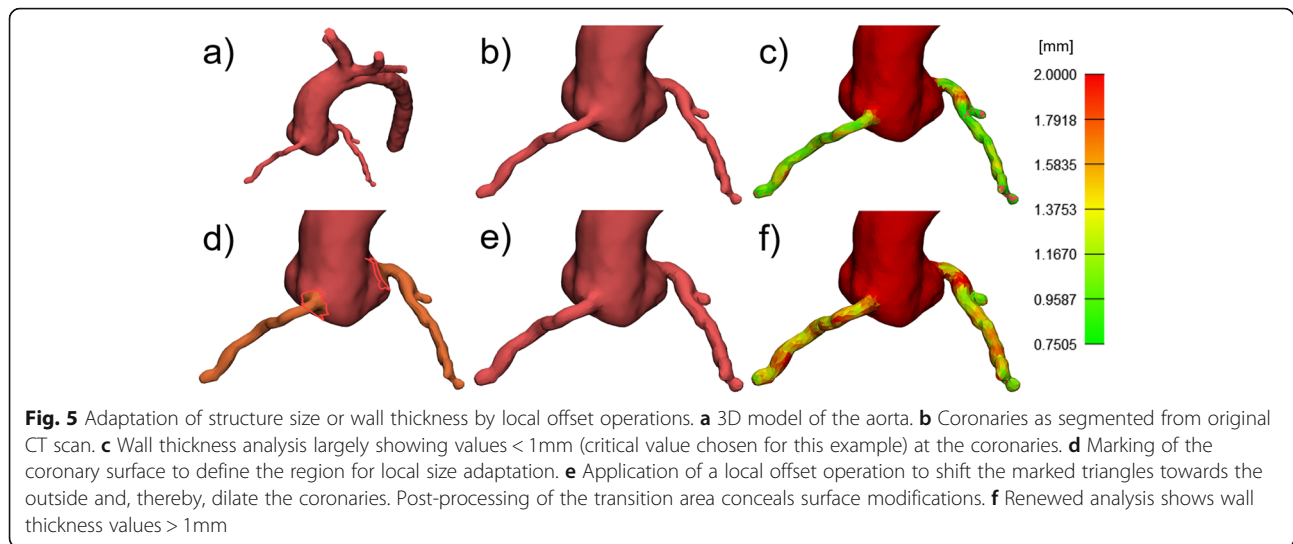 a)
b)
c)
[mm]
2.0000
1.7918
1.5835
1.3753
1.1670
0.9587
0.7505
d)
e)
f)
Fig. 5 Adaptation of structure size or wall thickness by local offset operations. a 3D model of the aorta. b Coronaries as segmented from original
CT scan. c Wall thickness analysis largely showing values < 1mm (critical value chosen for this example) at the coronaries. d Marking of the
coronary surface to define the region for local size adaptation. e Application of a local offset operation to shift the marked triangles towards the
outside and, thereby, dilate the coronaries. Post-processing of the transition area conceals surface modifications. f Renewed analysis shows wall
thickness values > 1mm